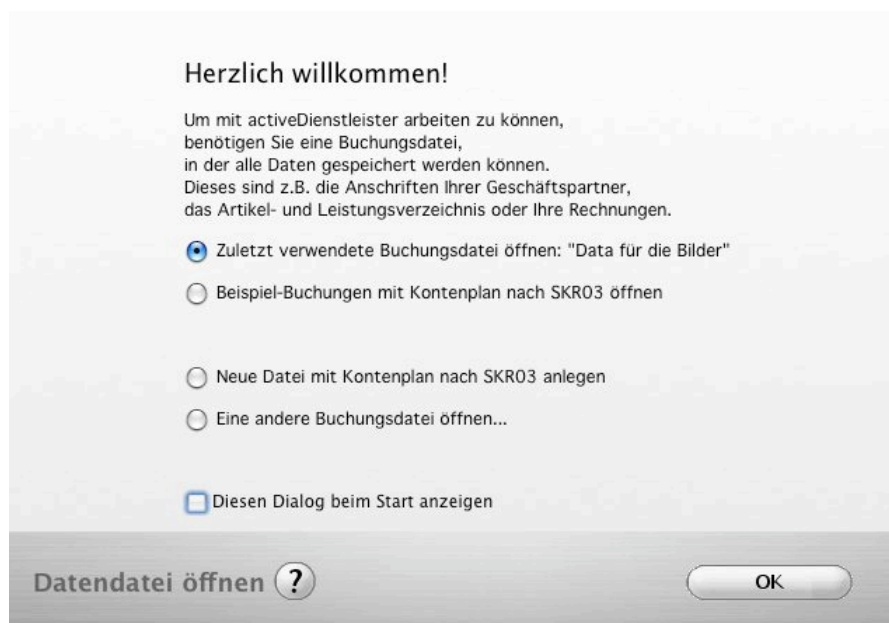 Herzlich willkommen!
Um mit activeDienstleister arbeiten zu können,
benötigen Sie eine Buchungsdatei,
in der alle Daten gespeichert werden können.
Dieses sind z.B. die Anschriften Ihrer Geschäftspartner,
das Artikel- und Leistungsverzeichnis oder Ihre Rechnungen.
Zuletzt verwendete Buchungsdatei öffnen: "Data für die Bilder"
Beispiel-Buchungen mit Kontenplan nach SKR03 öffnen
Neue Datei mit Kontenplan nach SKR03 anlegen
Eine andere Buchungsdatei öffnen...
Diesen Dialog beim Start anzeigen
Datendatei öffnen ? OK